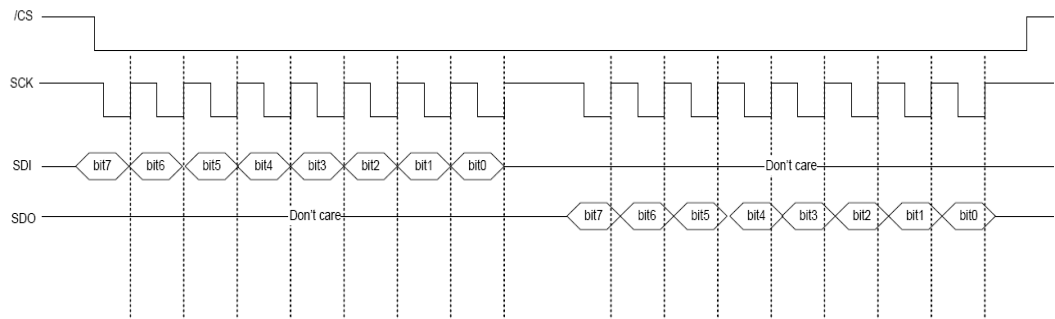 /CS
SCK
SDI bit7 bit6 bit5 bit4 bit3 bit2 bit1 bit0 Don't care
SDO Don't care bit7 bit6 bit5 bit4 bit3 bit2 bit1 bit0